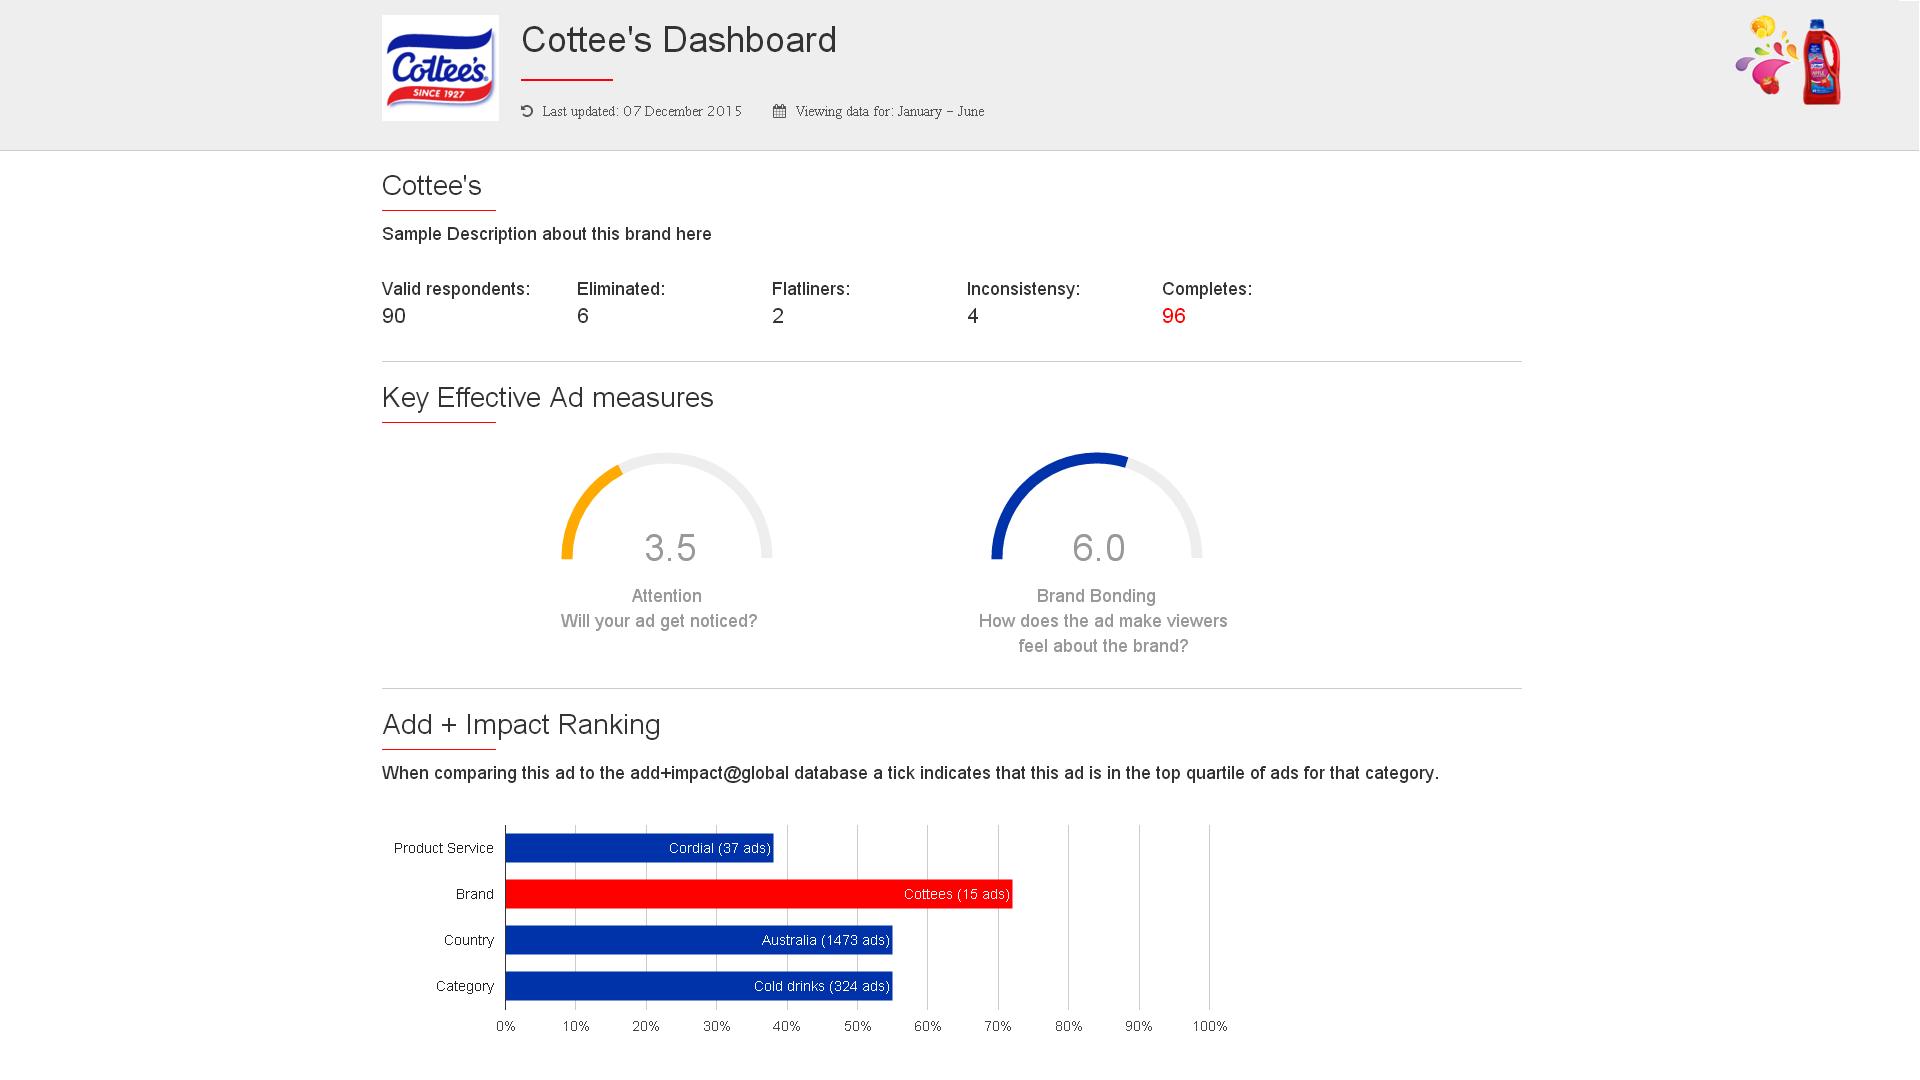 Cottee's
SINCE 1927
Cottee's Dashboard
Last updated: 07 December 2015
Viewing data for: January – June
Cottee's
Sample Description about this brand here
Valid respondents: Eliminated: Flatliners: Inconsistensy: Completes:
90 6 2 4 96
Key Effective Ad measures
3.5
Attention
Will your ad get noticed?
6.0
Brand Bonding
How does the ad make viewers
feel about the brand?
Add + Impact Ranking
When comparing this ad to the add+impact@global database a tick indicates that this ad is in the top quartile of ads for that category.
Product Service Cordial (37 ads)
Brand Cottees (15 ads)
Country Australia (1473 ads)
Category Cold drinks (324 ads)
0% 10% 20% 30% 40% 50% 60% 70% 80% 90% 100%